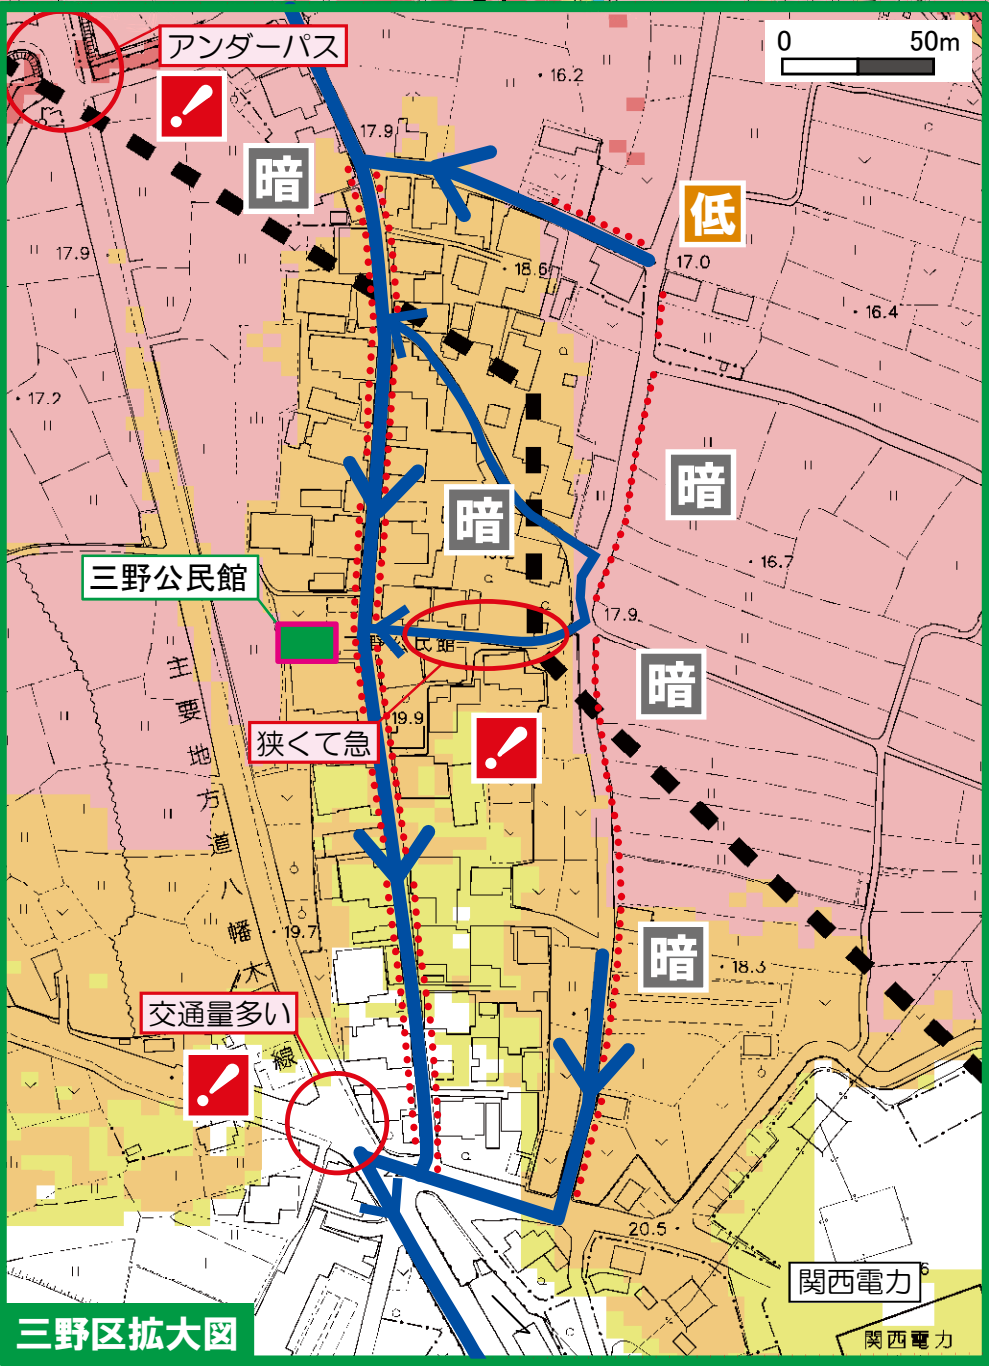 アンダーパス
0 50m
16.2
17.9
暗
低
17.0
17.9
18.6
16.4
17.2
暗
暗
16.7
三野公民館
17.9
民館
暗
主要地方道八幡木線
19.9
狭くて急
19.7
暗
18.3
交通量多い
20.5
関西電力
6
三野区拡大図
関西電力